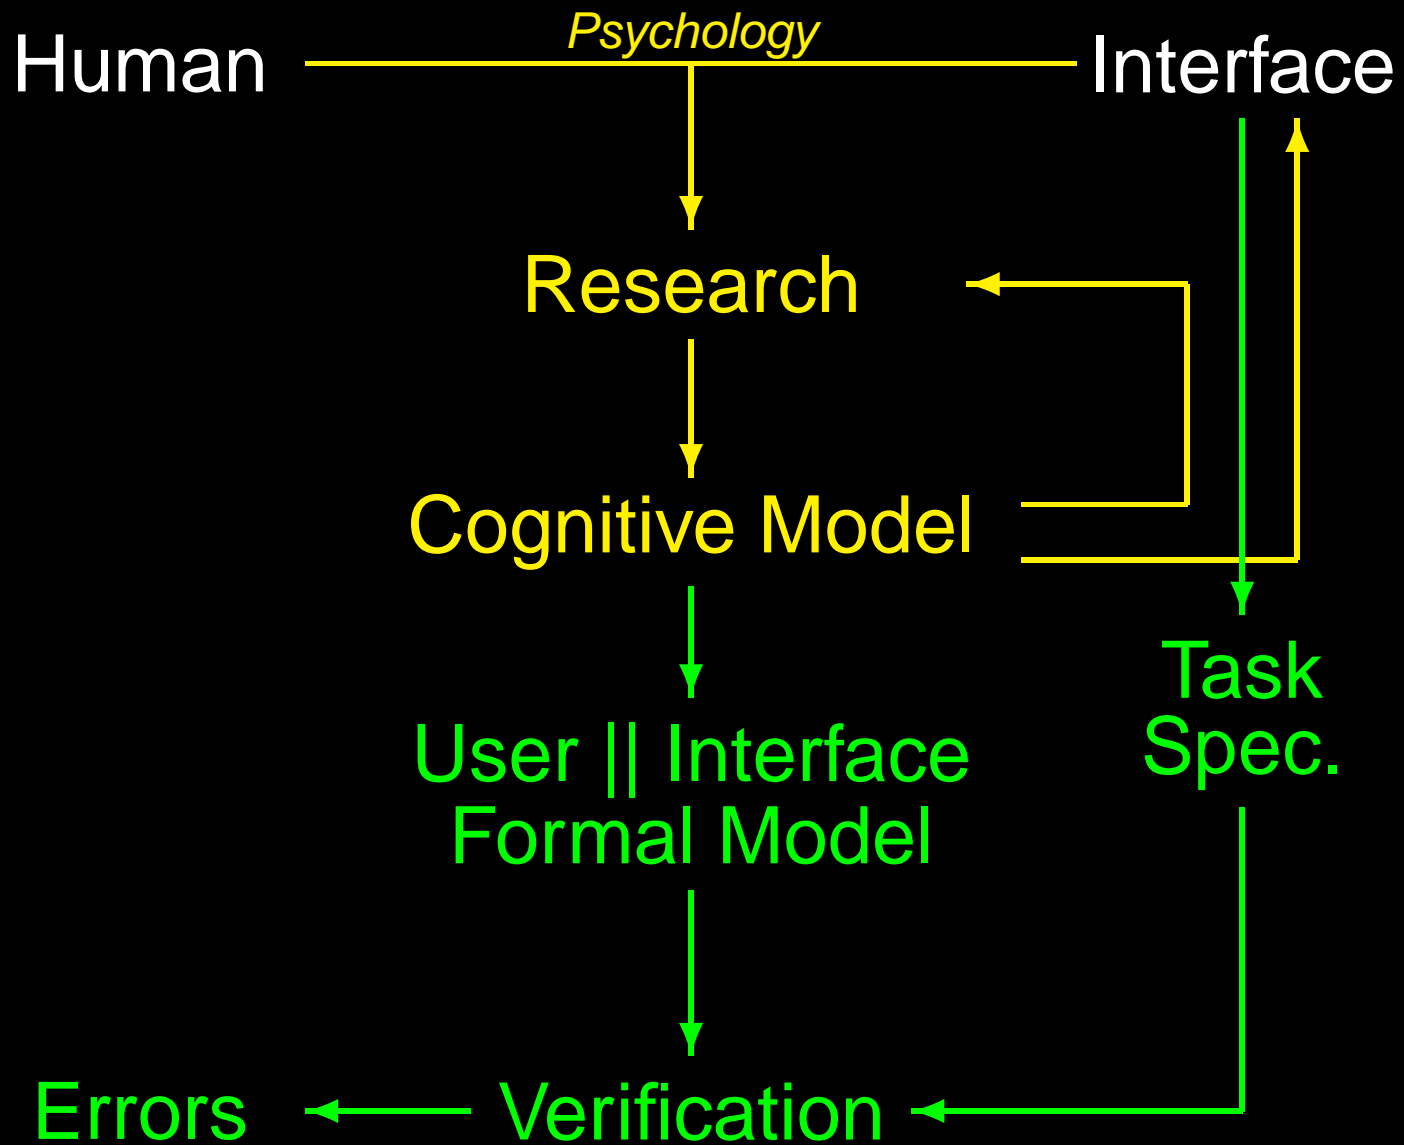 Psychology
Human
Interface
Research
Cognitive Model
Task
Spec.
User || Interface
Formal Model
Errors
Verification